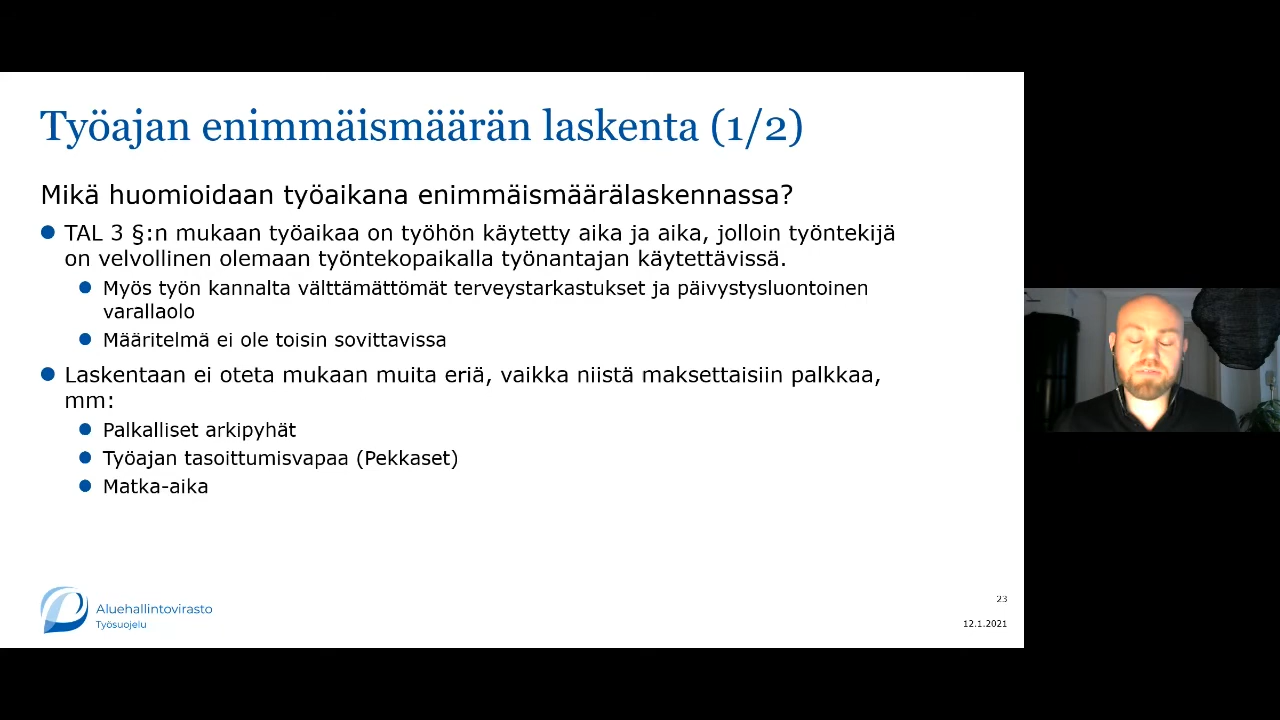 Työajan enimmäismäärän laskenta (1/2)
Mikä huomioidaan työaikana enimmäismäärälaskennassa?
TAL 3 §:n mukaan työaikaa on työhön käytetty aika ja aika, jolloin työntekijä
on velvollinen olemaan työntekopaikalla työnantajan käytettävissä.
Myös työn kannalta välttämättömät terveystarkastukset ja päivystysluontoinen
varallaolo
Määritelmä ei ole toisin sovittavissa
Laskentaan ei oteta mukaan muita eriä, vaikka niistä maksettaisiin palkkaa,
mm:
Palkalliset arkipyhät
Työajan tasoittumisvapaa (Pekkaset)
Matka-aika
Aluehallintovirasto
Työsuojelu
23
12.1.2021